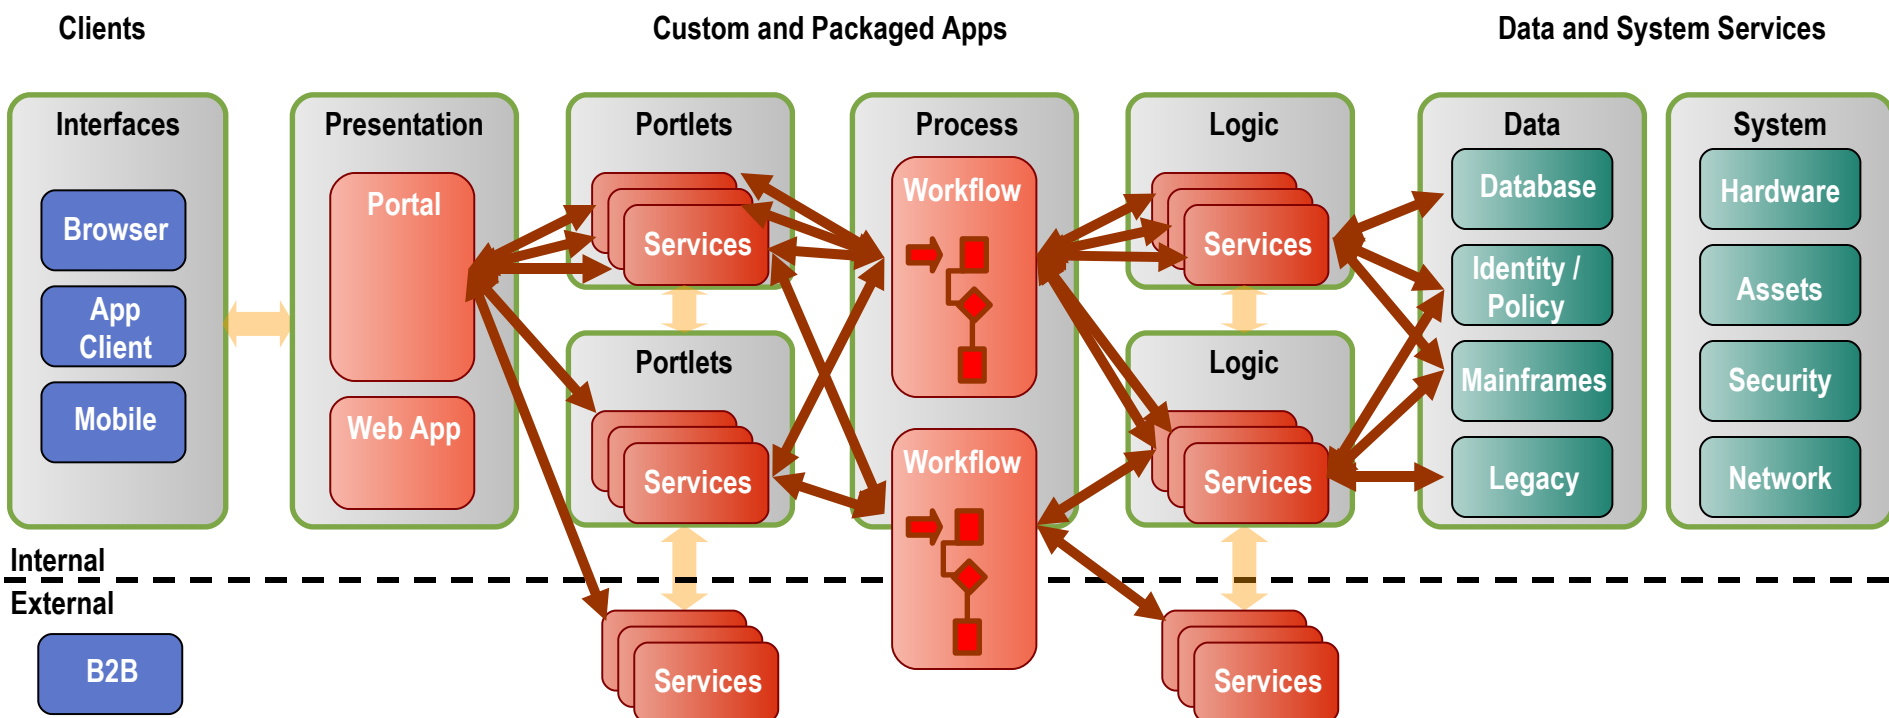 Clients
Custom and Packaged Apps
Data and System Services
Interfaces
Browser
App
Client
Mobile
Presentation
Portal
Web App
Portlets
Services
Portlets
Services
Services
Process
Workflow
Workflow
Logic
Services
Logic
Services
Services
Data
Database
Identity /
Policy
Mainframes
Legacy
System
Hardware
Assets
Security
Network
Internal
External
B2B